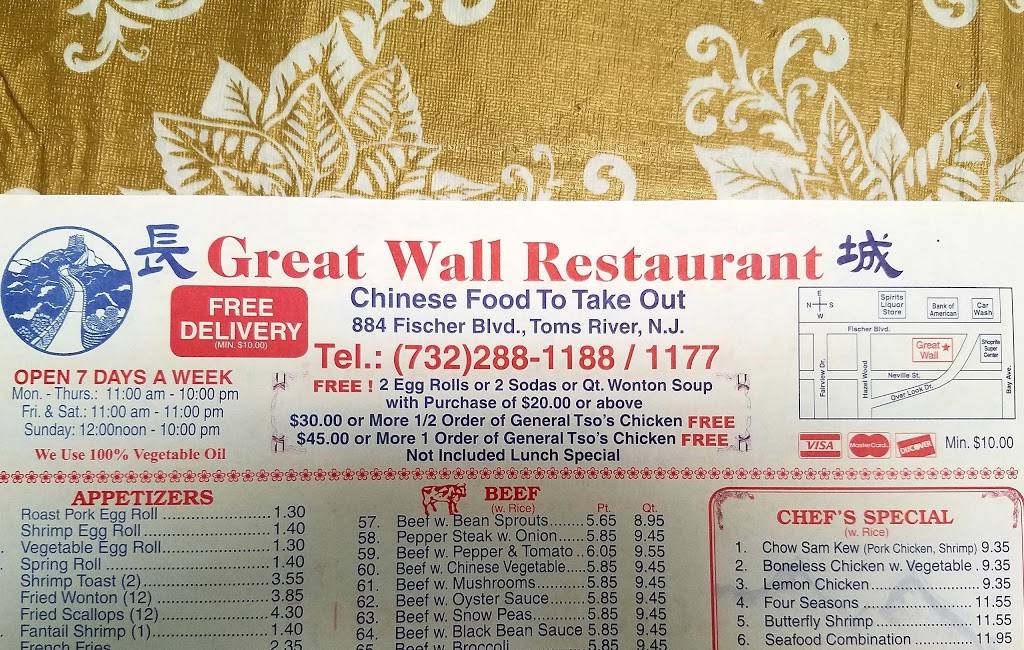 長 Great Wall Restaurant 城
FREE
DELIVERY
(MIN. $10.00)
Chinese Food To Take Out
884 Fischer Blvd., Toms River, N.J.
Tel.: (732)288-1188 / 1177
OPEN 7 DAYS A WEEK
Mon. - Thurs.: 11:00 am - 10:00 pm
Fri. & Sat.: 11:00 am - 11:00 pm
Sunday: 12:00noon - 10:00 pm
We Use 100% Vegetable Oil
FREE ! 2 Egg Rolls or 2 Sodas or Qt. Wonton Soup
with Purchase of $20.00 or above
$30.00 or More 1/2 Order of General Tso's Chicken FREE
$45.00 or More 1 Order of General Tso's Chicken FREE
Not Included Lunch Special
E
N S
W
Spirits
Liquor
Store
Bank of
American
Car
Wash
Fischer Blvd.
Great
Wall
Shoprite
Super
Center
Fairview Dr.
Hazel Wood
Neville St.
Over Look Dr.
Bay Ave.
VISA MasterCard DISCOVER Min. $10.00
APPETIZERS
Roast Pork Egg Roll 1.30
Shrimp Egg Roll 1.40
Vegetable Egg Roll 1.30
Spring Roll 1.40
Shrimp Toast (2) 3.55
Fried Wonton (12) 3.85
Fried Scallops (12) 4.30
Fantail Shrimp (1) 1.40
French Fries 2.35
BEEF
(w. Rice) Pt. Qt.
57. Beef w. Bean Sprouts 5.65 8.95
58. Pepper Steak w. Onion 5.85 9.45
59. Beef w. Pepper & Tomato 6.05 9.55
60. Beef w. Chinese Vegetable 5.85 9.45
61. Beef w. Mushrooms 5.85 9.45
62. Beef w. Oyster Sauce 5.85 9.45
63. Beef w. Snow Peas 5.85 9.45
64. Beef w. Black Bean Sauce 5.85 9.45
65. Beef w. Broccoli 5.85 9.45
CHEF'S SPECIAL
(w. Rice)
1. Chow Sam Kew (Pork Chicken, Shrimp) 9.35
2. Boneless Chicken w. Vegetable 9.35
3. Lemon Chicken 9.35
4. Four Seasons 11.55
5. Butterfly Shrimp 11.55
6. Seafood Combination 11.95